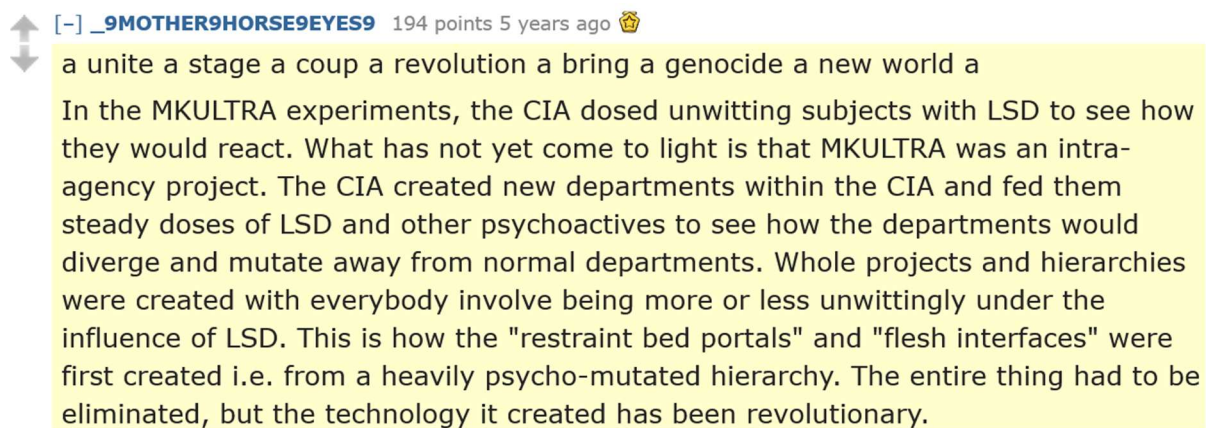 [–] _9MOTHER9HORSE9EYES9 194 points 5 years ago
a unite a stage a coup a revolution a bring a genocide a new world a
In the MKULTRA experiments, the CIA dosed unwitting subjects with LSD to see how
they would react. What has not yet come to light is that MKULTRA was an intra-
agency project. The CIA created new departments within the CIA and fed them
steady doses of LSD and other psychoactives to see how the departments would
diverge and mutate away from normal departments. Whole projects and hierarchies
were created with everybody involve being more or less unwittingly under the
influence of LSD. This is how the "restraint bed portals" and "flesh interfaces" were
first created i.e. from a heavily psycho-mutated hierarchy. The entire thing had to be
eliminated, but the technology it created has been revolutionary.